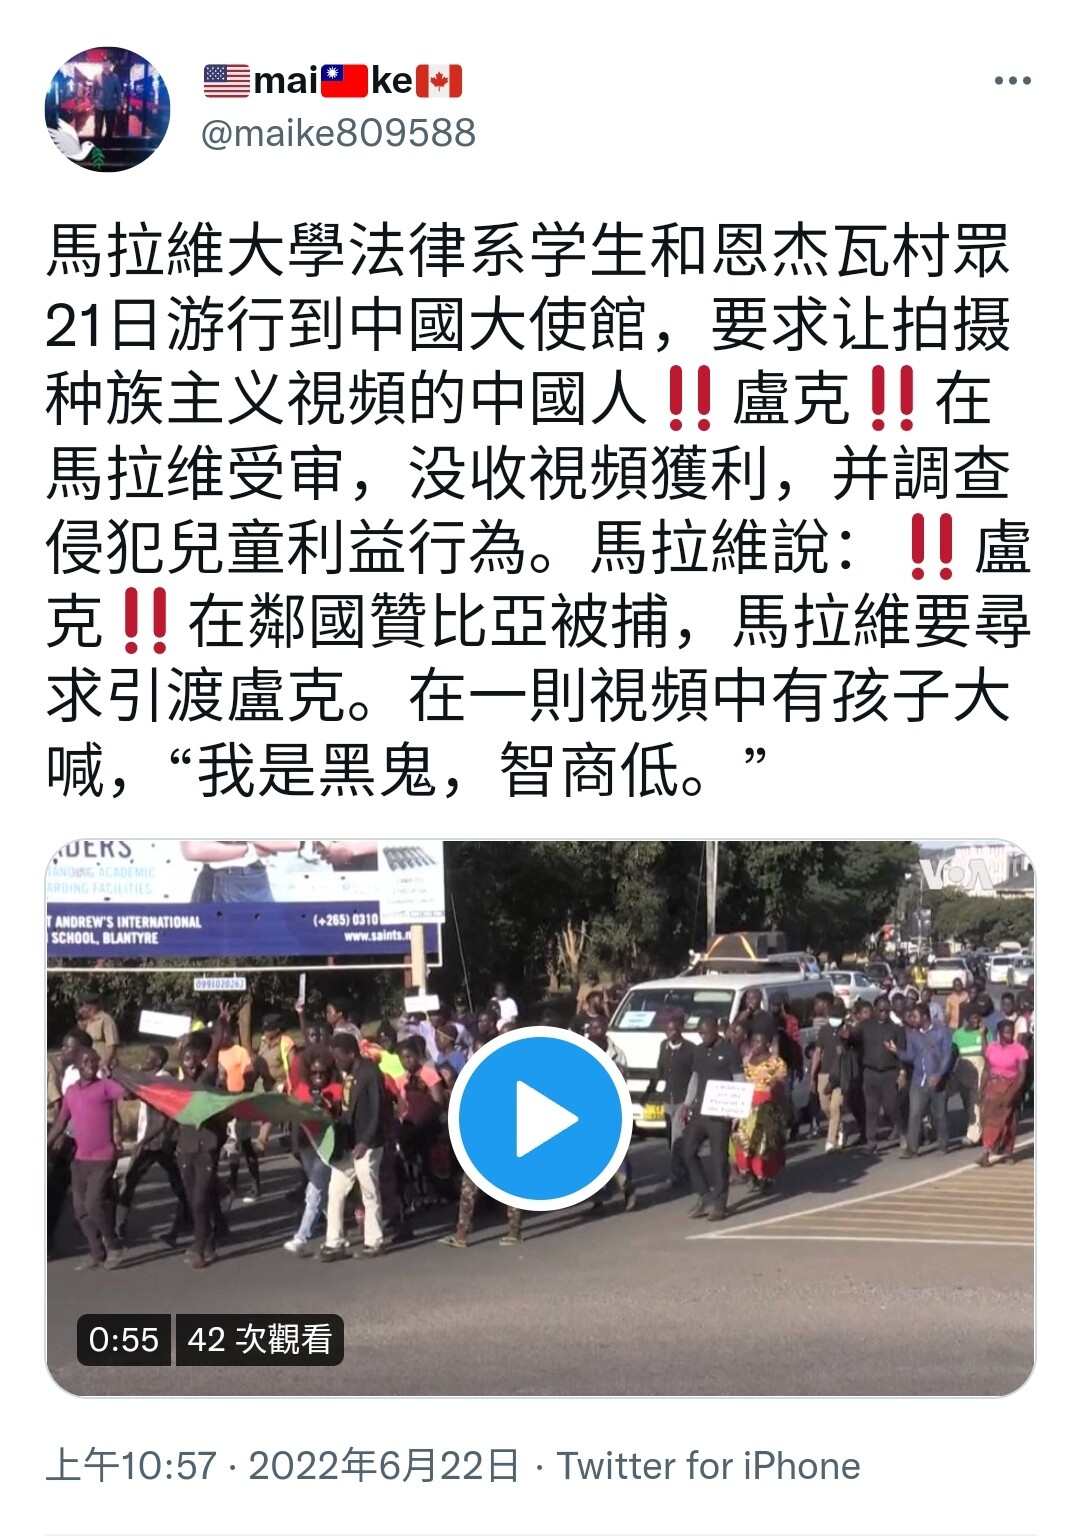 🇺🇸mai🇹🇼ke🇨🇦
@maike809588
馬拉維大學法律系学生和恩杰瓦村眾
21日游行到中國大使館，要求让拍摄
种族主义視頻的中國人‼️盧克‼️在
馬拉维受审，没收視頻獲利，并調查
侵犯兒童利益行為。馬拉維說：‼️盧
克‼️在鄰國贊比亞被捕，馬拉維要尋
求引渡盧克。在一則視頻中有孩子大
喊，“我是黑鬼，智商低。”
VOA
ACADEMIC
ARDING FACILITIES
T ANDREW'S INTERNATIONAL
SCHOOL, BLANTYRE
(+265) 0310
www.saints.
0991020263
0:55
42 次觀看
上午10:57 · 2022年6月22日 · Twitter for iPhone